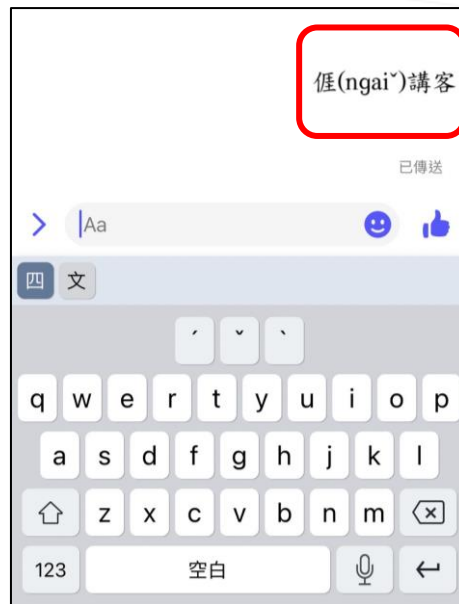 𠊎(ngaiˇ)講客
已傳送
Aa
四 文
ˊ ˇ ˋ
q w e r t y u i o p
a s d f g h j k l
z x c v b n m
123 空白